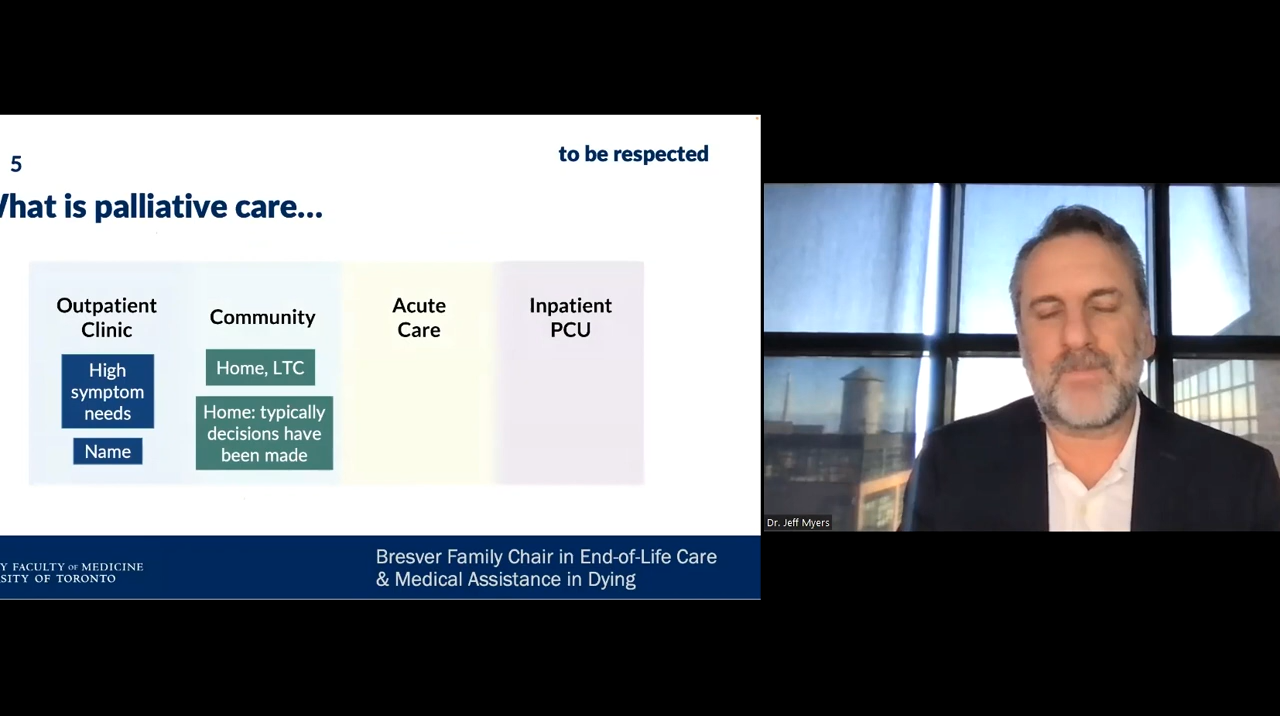 to be respected
5
What is palliative care...
Outpatient
Clinic
High
symptom
needs
Name
Community
Home, LTC
Home: typically
decisions have
been made
Acute
Care
Inpatient
PCU
Y FACULTY OF MEDICINE
SITY OF TORONTO
Bresver Family Chair in End-of-Life Care
& Medical Assistance in Dying
Dr. Jeff Myers